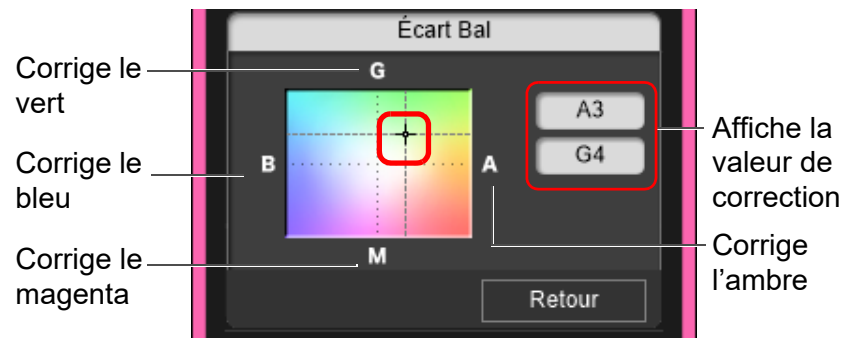 Écart Bal
Corrige le
vert
G
A3
G4
Affiche la
valeur de
correction
Corrige le
bleu
B
A
Corrige le
magenta
M
Corrige
l’ambre
Retour